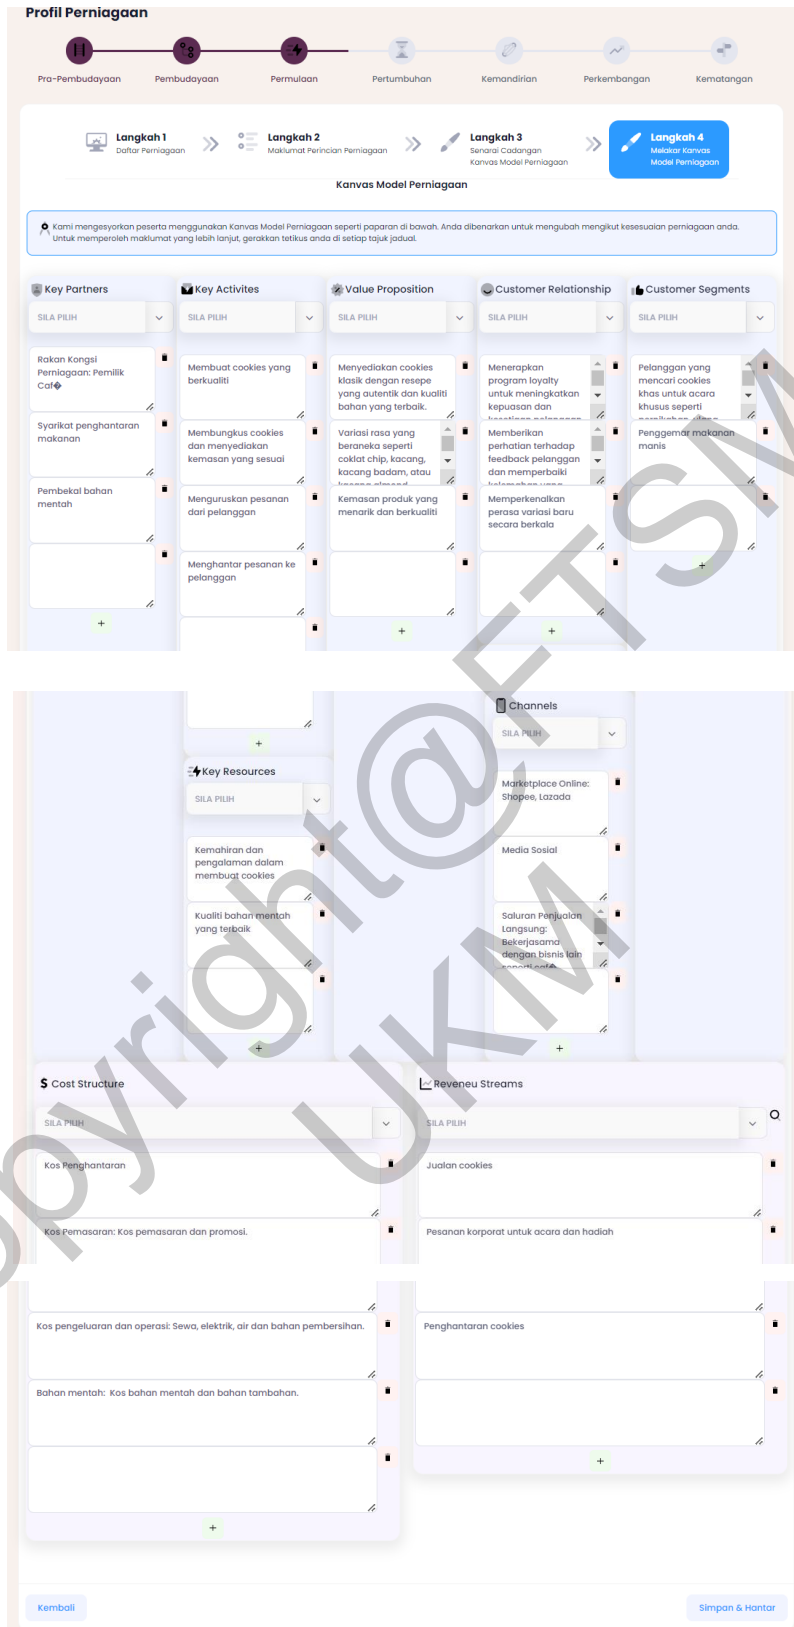 Profil Perniagaan
Pra-Pembudayaan
Pembudayaan
Permulaan
Pertumbuhan
Kemandirian
Perkembangan
Kematangan
Langkah 1
Daftar Perniagaan
Langkah 2
Maklumat Perincian Perniagaan
Langkah 3
Senarai Cadangan
Kanvas Model Perniagaan
Langkah 4
Melakar Kanvas
Model Perniagaan
Kanvas Model Perniagaan
Kami mengesyorkan peserta menggunakan Kanvas Model Perniagaan seperti paparan di bawah. Anda dibenarkan untuk mengubah mengikut kesesuaian perniagaan anda.
Untuk memperoleh maklumat yang lebih lanjut, gerakkan tetikus anda di setiap tajuk jadual.
Key Partners
SILA PILIH
Rakan Kongsi
Perniagaan: Pemilik
Caf�
Syarikat penghantaran
makanan
Pembekal bahan
mentah
+
Key Activites
SILA PILIH
Membuat cookies yang
berkualiti
Membungkus cookies
dan menyediakan
kemasan yang sesuai
Menguruskan pesanan
dari pelanggan
Menghantar pesanan ke
pelanggan
+
Value Proposition
SILA PILIH
Menyediakan cookies
klasik dengan resepe
yang autentik dan kualiti
bahan yang terbaik.
Variasi rasa yang
beraneka seperti
coklat chip, kacang,
kacang badam, atau
kacang almond
Kemasan produk yang
menarik dan berkualiti
+
Customer Relationship
SILA PILIH
Menerapkan
program loyalty
untuk meningkatkan
kepuasan dan
kesetiaan pelanggan
Memberikan
perhatian terhadap
feedback pelanggan
dan memperbaiki
kelemahan yang
Memperkenalkan
perasa variasi baru
secara berkala
+
Customer Segments
SILA PILIH
Pelanggan yang
mencari cookies
khas untuk acara
khusus seperti
Penggemar makanan
manis
+
Key Resources
SILA PILIH
Kemahiran dan
pengalaman dalam
membuat cookies
Kualiti bahan mentah
yang terbaik
+
Channels
SILA PILIH
Marketplace Online:
Shopee, Lazada
Media Sosial
Saluran Penjualan
Langsung:
Bekerjasama
dengan bisnis lain
seperti caf�
+
$ Cost Structure
SILA PILIH
Kos Penghantaran
Kos Pemasaran: Kos pemasaran dan promosi.
Kos pengeluaran dan operasi: Sewa, elektrik, air dan bahan pembersihan.
Bahan mentah: Kos bahan mentah dan bahan tambahan.
+
Reveneu Streams
SILA PILIH
Jualan cookies
Pesanan korporat untuk acara dan hadiah
Penghantaran cookies
+
Kembali
Simpan & Hantar
opyright@FTSM
UKM